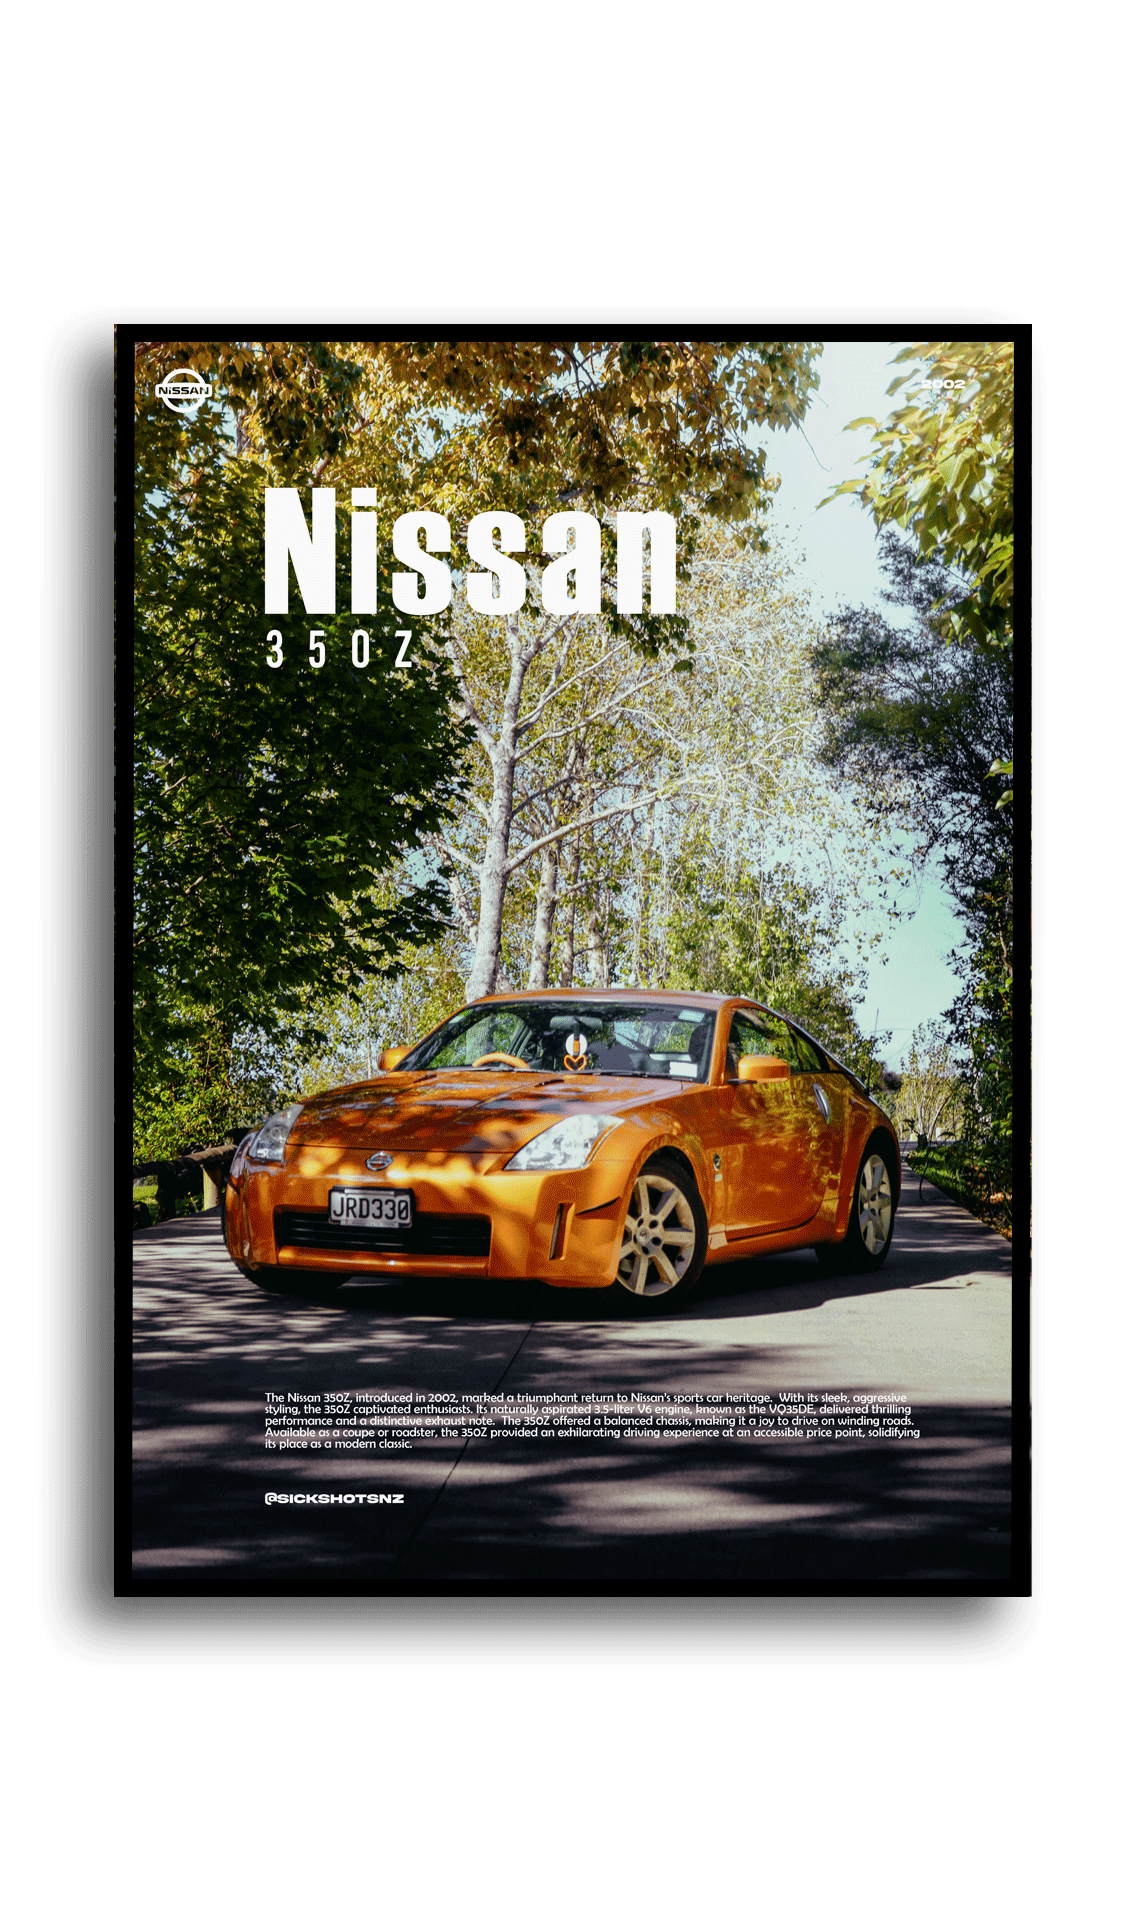 NISSAN
2002
Nissan
350Z
JRD330
The Nissan 350Z, introduced in 2002, marked a triumphant return to Nissan's sports car heritage.  With its sleek, aggressive
styling, the 350Z captivated enthusiasts. Its naturally aspirated 3.5-liter V6 engine, known as the VQ35DE, delivered thrilling
performance and a distinctive exhaust note.  The 350Z offered a balanced chassis, making it a joy to drive on winding roads.
Available as a coupe or roadster, the 350Z provided an exhilarating driving experience at an accessible price point, solidifying
its place as a modern classic.
@SICKSHOTSNZ